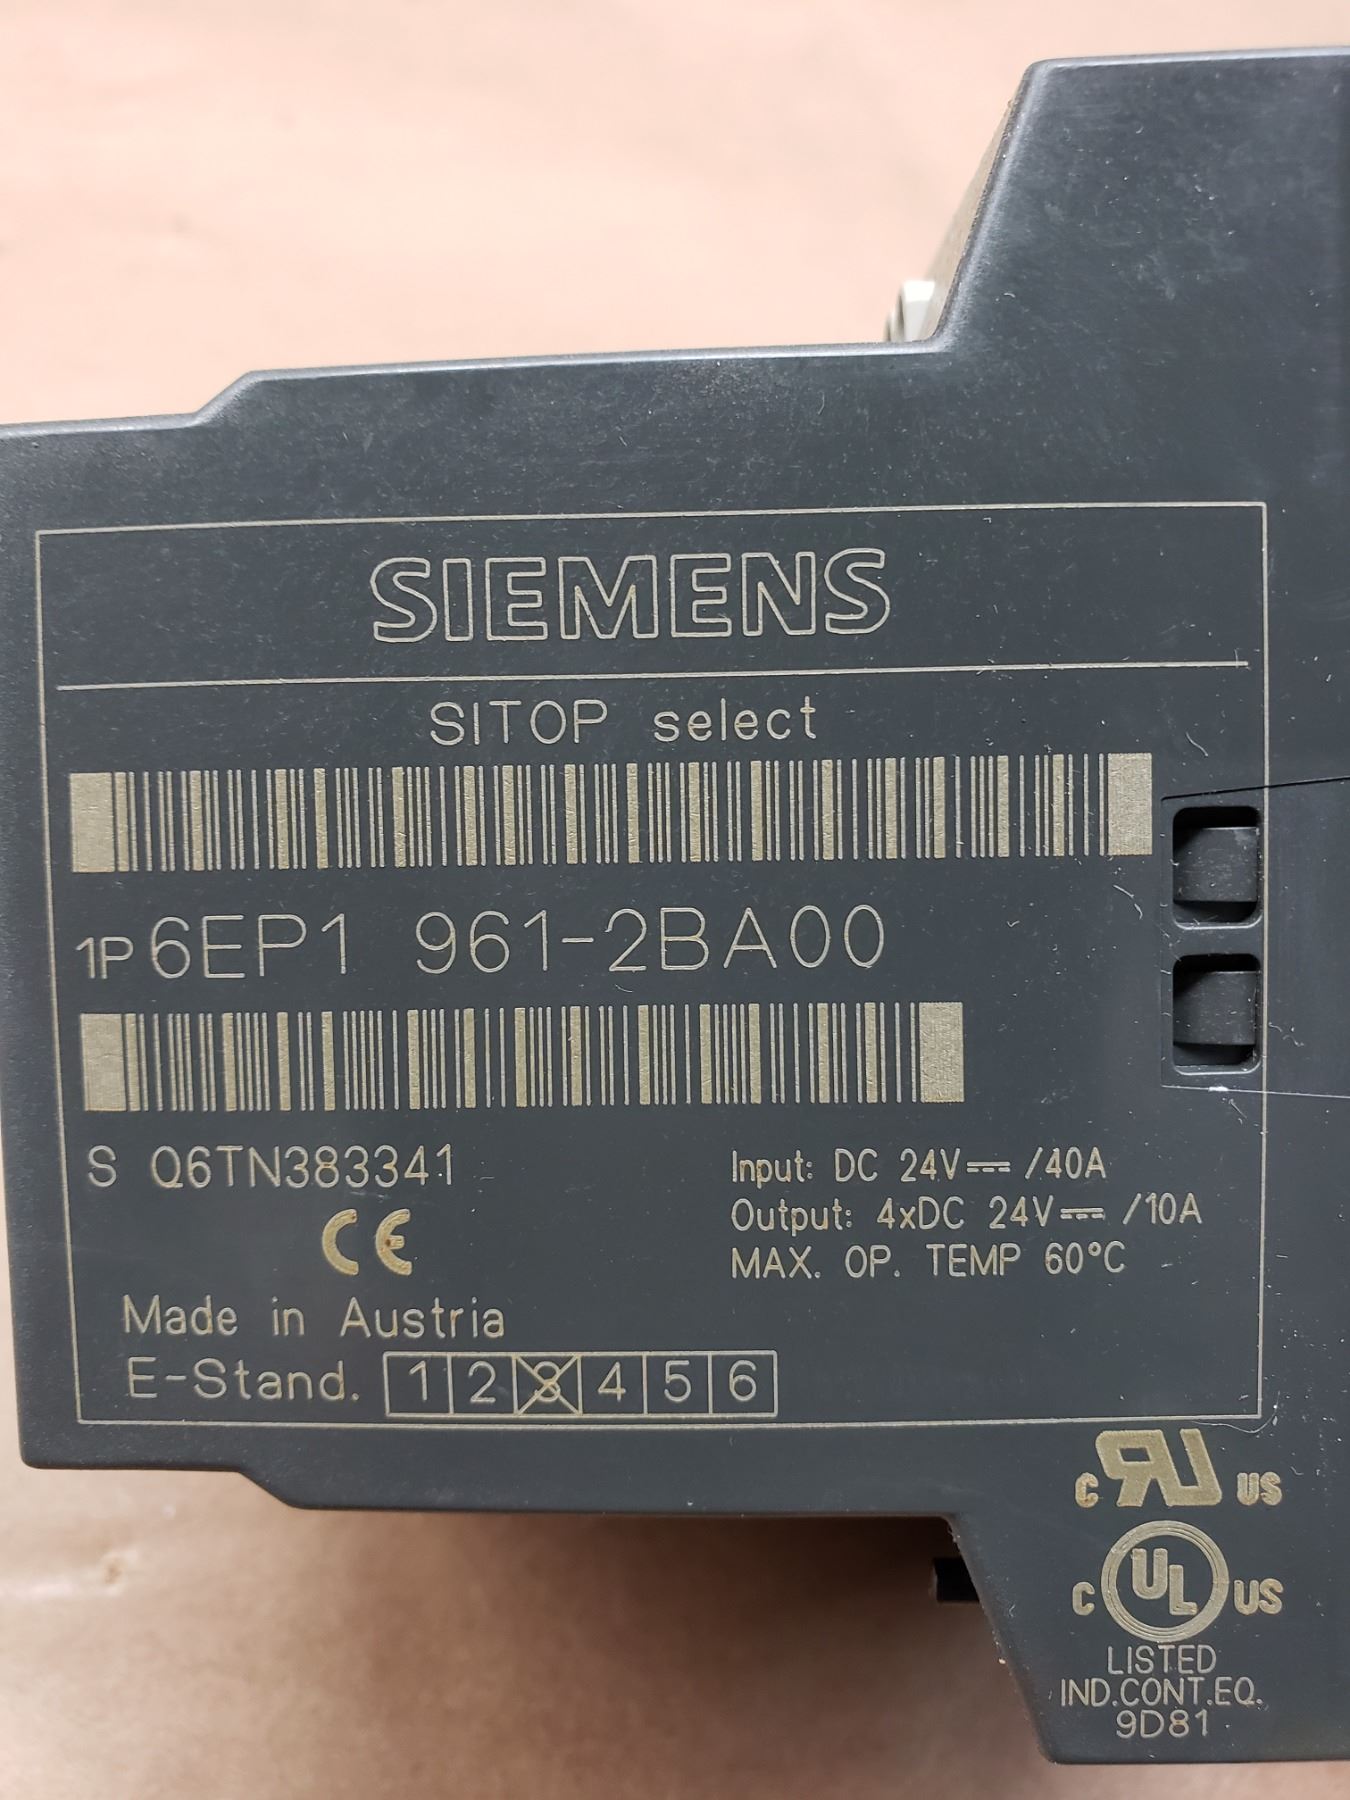 SIEMENS
SITOP select
1P 6EP1 961-2BA00
S Q6TN383341
Input: DC 24V⎓ /40A
Output: 4xDC 24V⎓ /10A
MAX. OP. TEMP 60°C
CE
Made in Austria
E-Stand. 1 2 3 4 5 6
c RU US
c UL US
LISTED
IND.CONT.EQ.
9D81